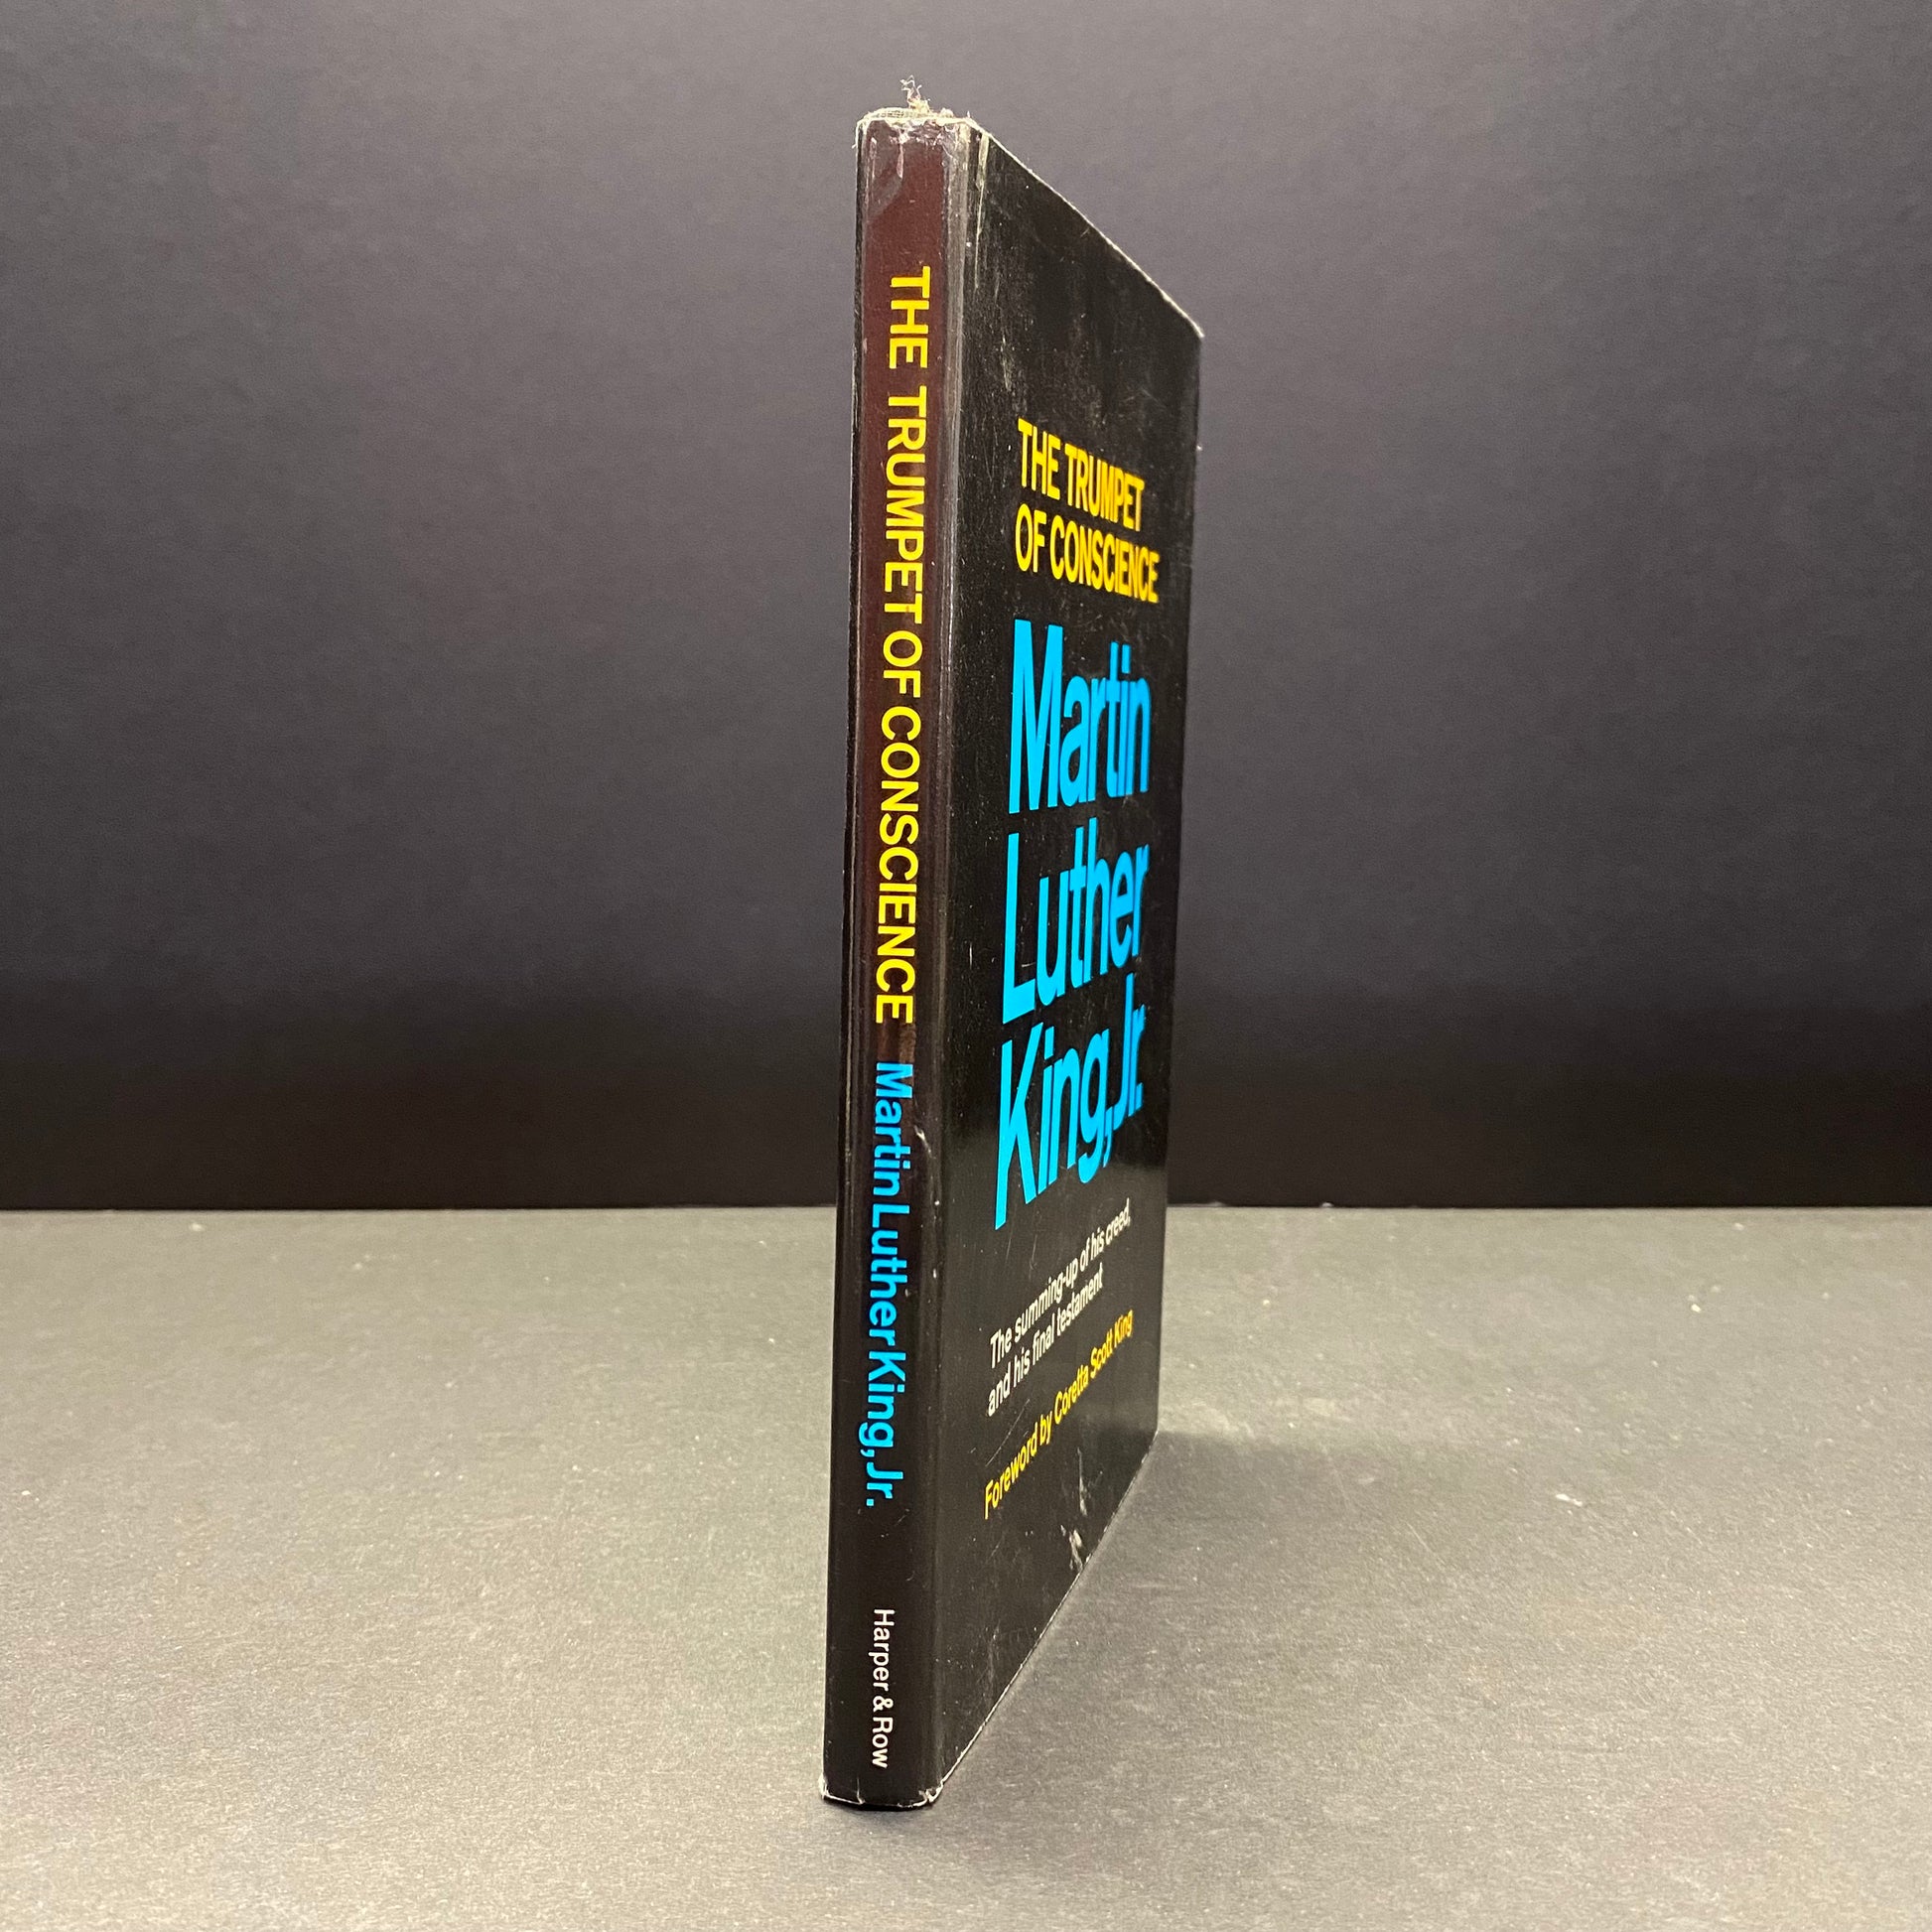 THE TRUMPET OF CONSCIENCE Martin Luther King, Jr. Harper & Row
THE TRUMPET
OF CONSCIENCE
Martin
Luther
King, Jr.
The summing-up of his creed,
and his final testament
Foreword by Coretta Scott King